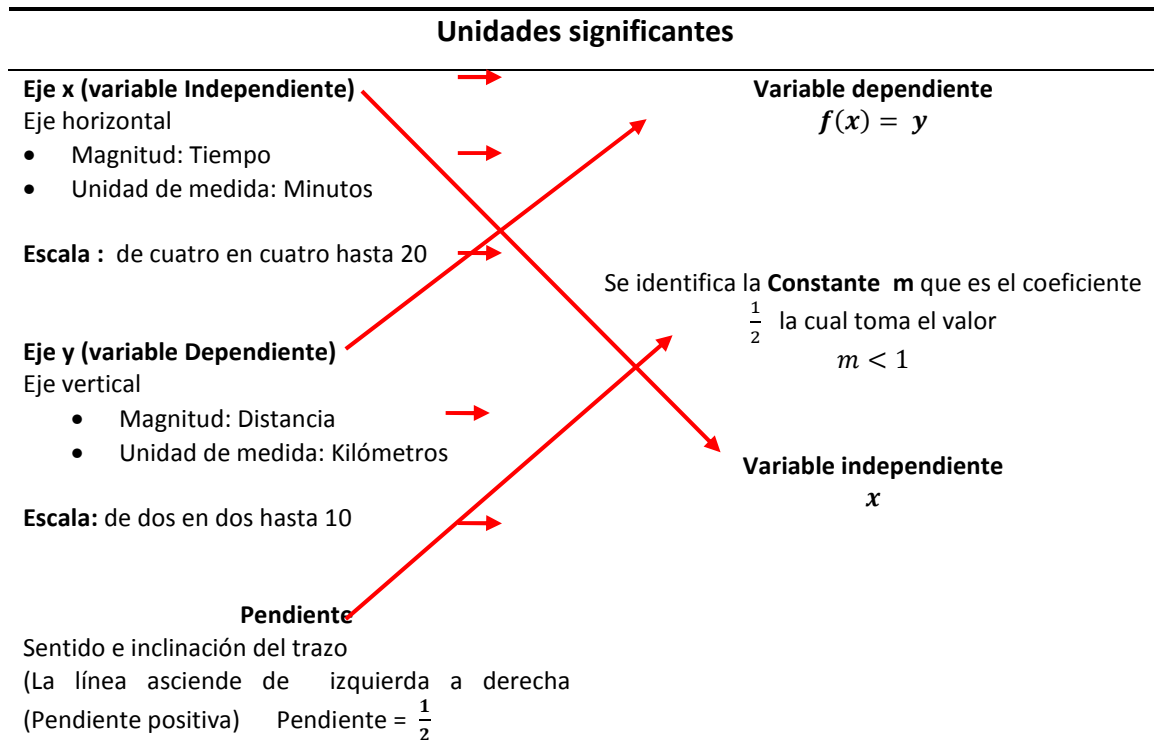 Unidades significantes
Eje x (variable Independiente)
Eje horizontal
• Magnitud: Tiempo
• Unidad de medida: Minutos
Escala : de cuatro en cuatro hasta 20
Eje y (variable Dependiente)
Eje vertical
• Magnitud: Distancia
• Unidad de medida: Kilómetros
Escala: de dos en dos hasta 10
Pendiente
Sentido e inclinación del trazo
(La línea asciende de izquierda a derecha
(Pendiente positiva) Pendiente = 1/2
Variable dependiente
f(x) = y
Se identifica la Constante m que es el coeficiente
1/2 la cual toma el valor
m < 1
Variable independiente
x